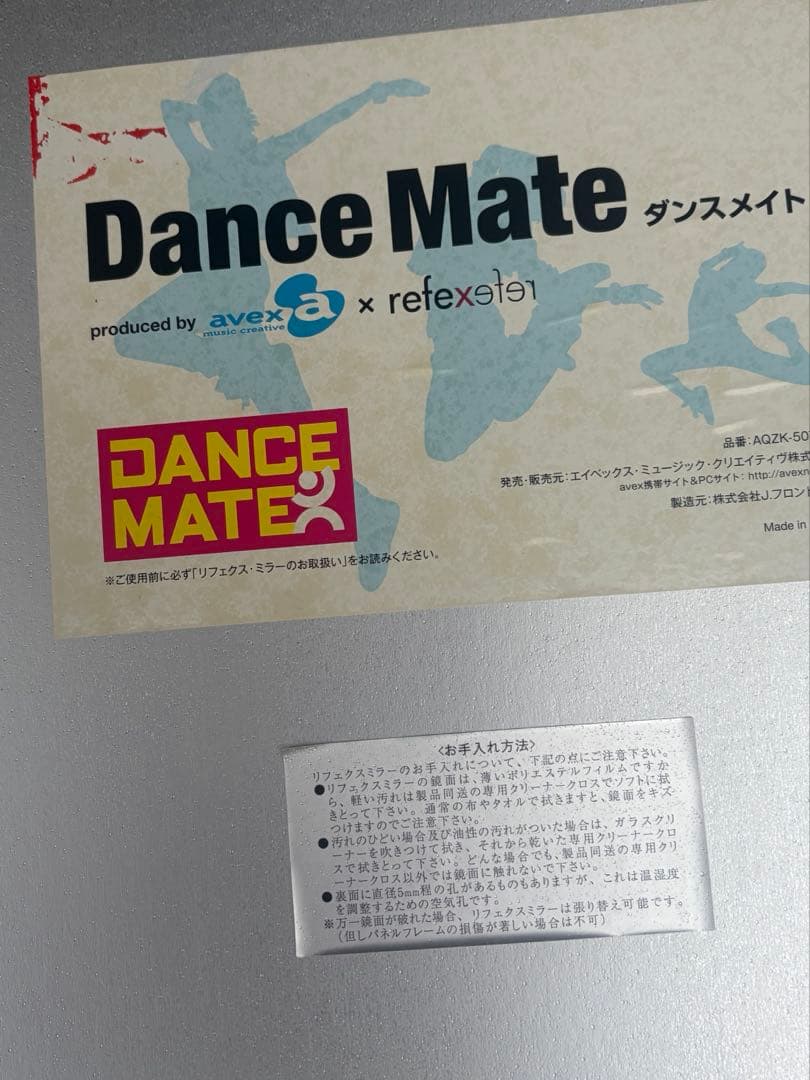 Dance Mate ダンスメイト
produced by avex music creative a × refexrefer
DANCE
MATE
品番:AQZK-50
発売・販売元:エイベックス・ミュージック・クリエイティヴ株式
avex携帯サイト&PCサイト: http://avexn
製造元:株式会社J.フロン
Made in
※ご使用前に必ず「リフェクス・ミラーのお取扱い」をお読みください。
〈お手入れ方法〉
リフェクスミラーのお手入れについて、下記の点にご注意下さい。
●リフェクスミラーの鏡面は、薄いポリエステルフィルムですか
ら、軽い汚れは製品同送の専用クリーナークロスでソフトに拭
きとって下さい。通常の布やタオルで拭きますと、鏡面をキズ
つけますのでご注意下さい。
●汚れのひどい場合及び油性の汚れがついた場合は、ガラスクリ
ーナーを吹きつけて拭き、それから乾いた専用クリーナークロ
スで拭きとって下さい。どんな場合でも、製品同送の専用クリ
ーナークロス以外では鏡面に触れないで下さい。
●裏面に直径5mm程の孔があるものもありますが、これは温湿度
を調整するための空気孔です。
※万一鏡面が破れた場合、リフェクスミラーは張り替え可能です。
（但しパネルフレームの損傷が著しい場合は不可）